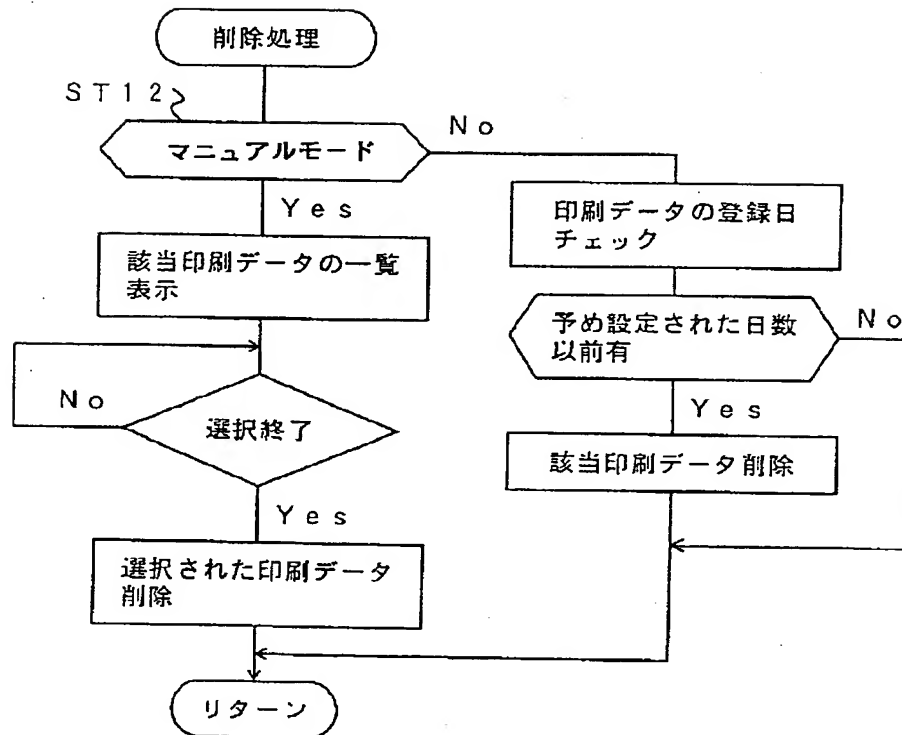 削除処理
ST12
マニュアルモード
No
Yes
印刷データの登録日
チェック
該当印刷データの一覧
表示
予め設定された日数
以前有
No
No
選択終了
Yes
該当印刷データ削除
Yes
選択された印刷データ
削除
リターン